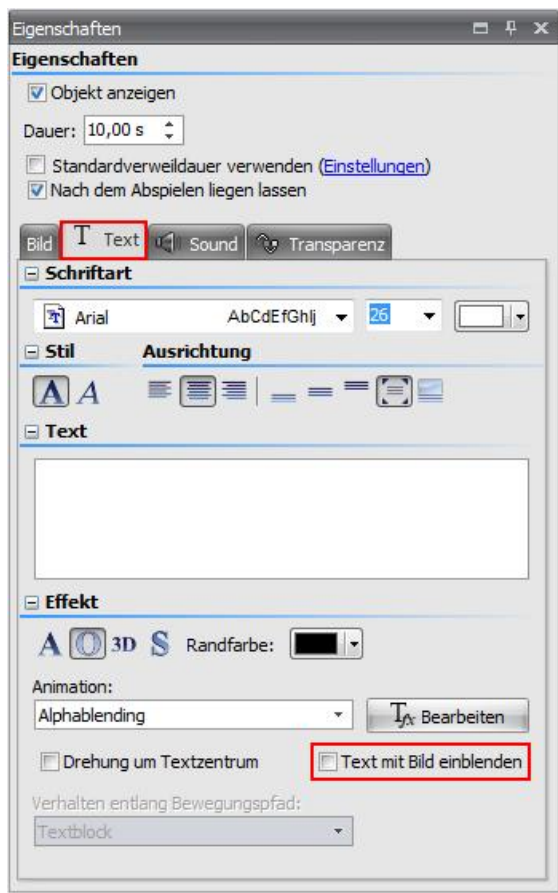 Eigenschaften
Eigenschaften
Objekt anzeigen
Dauer: 10,00 s
Standardverweildauer verwenden (Einstellungen)
Nach dem Abspielen liegen lassen
Bild T Text Sound Transparenz
Schriftart
Arial AbCdEfGhIj 26
Stil Ausrichtung
A A
Text
Effekt
A O 3D S Randfarbe:
Animation:
Alphablending Tfx Bearbeiten
Drehung um Textzentrum Text mit Bild einblenden
Verhalten entlang Bewegungspfad:
Textblock